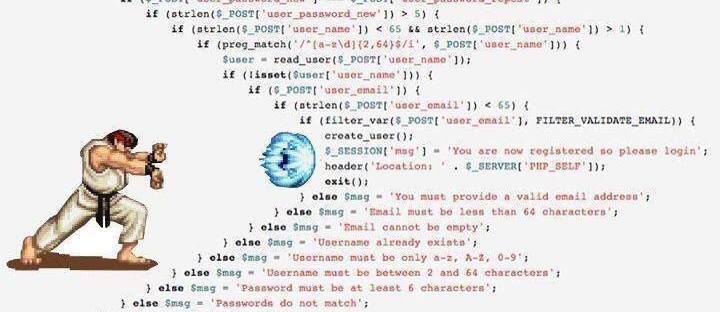 if (strlen($_POST['user_password_new']) > 5) {
if (strlen($_POST['user_name']) < 65 && strlen($_POST['user_name']) > 1) {
if (preg_match('/^[a-z\d]{2,64}$/i', $_POST['user_name'])) {
$user = read_user($_POST['user_name']);
if (!isset($user['user_name'])) {
if ($_POST['user_email']) {
if (strlen($_POST['user_email']) < 65) {
if (filter_var($_POST['user_email'], FILTER_VALIDATE_EMAIL)) {
create_user();
$_SESSION['msg'] = 'You are now registered so please login';
header('Location: ' . $_SERVER['PHP_SELF']);
exit();
} else $msg = 'You must provide a valid email address';
} else $msg = 'Email must be less than 64 characters';
} else $msg = 'Email cannot be empty';
} else $msg = 'Username already exists';
} else $msg = 'Username must be only a-z, A-Z, 0-9';
} else $msg = 'Username must be between 2 and 64 characters';
} else $msg = 'Password must be at least 6 characters';
} else $msg = 'Passwords do not match';